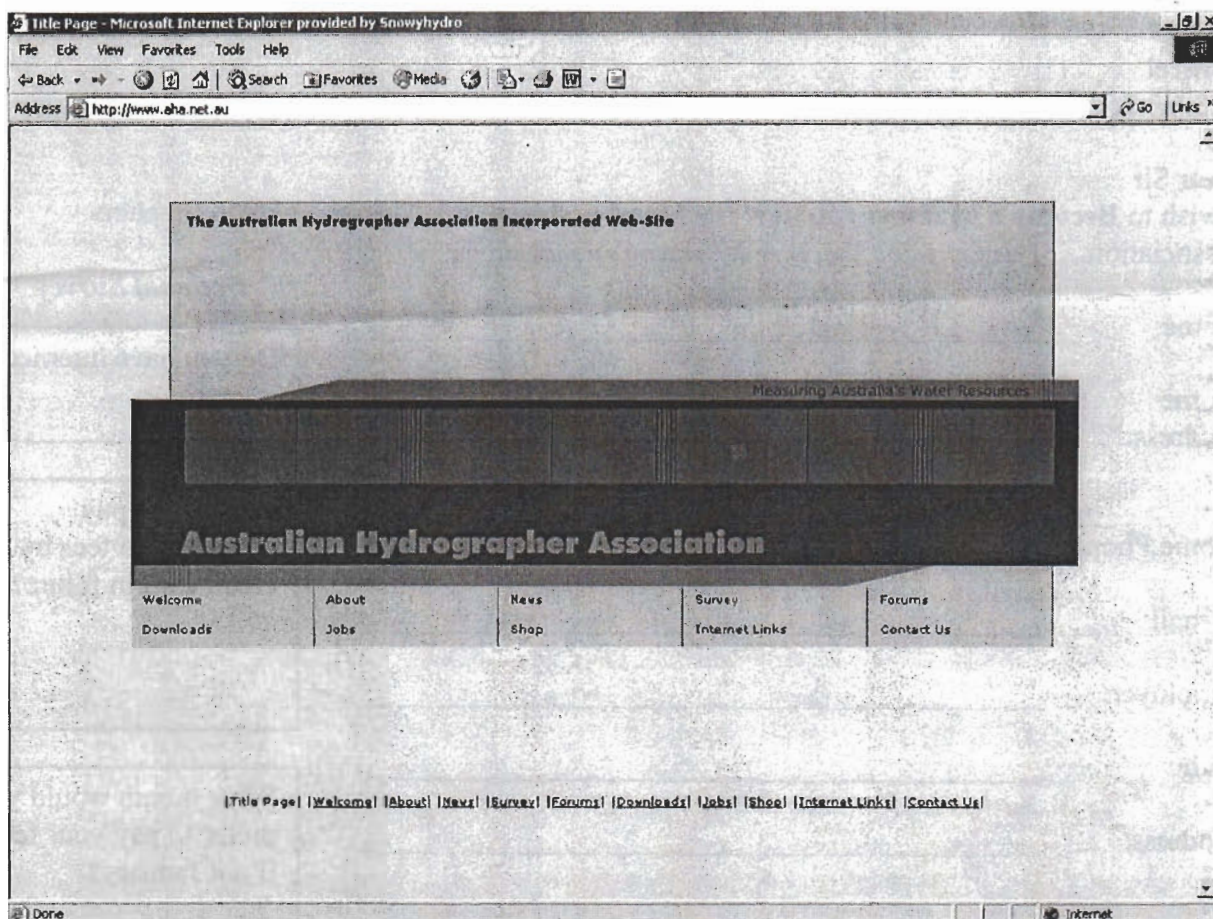 Title Page - Microsoft Internet Explorer provided by Snowyhydro
File Edit View Favorites Tools Help
Back Search Favorites Media
Address http://www.aha.net.au Go Links
The Australian Hydrographer Association Incorporated Web-Site
Measuring Australia's Water Resources
Australian Hydrographer Association
Welcome About News Survey Forums
Downloads Jobs Shop Internet Links Contact Us
|Title Page| |Welcome| |About| |News| |Survey| |Forums| |Downloads| |Jobs| |Shop| |Internet Links| |Contact Us|
Done Internet